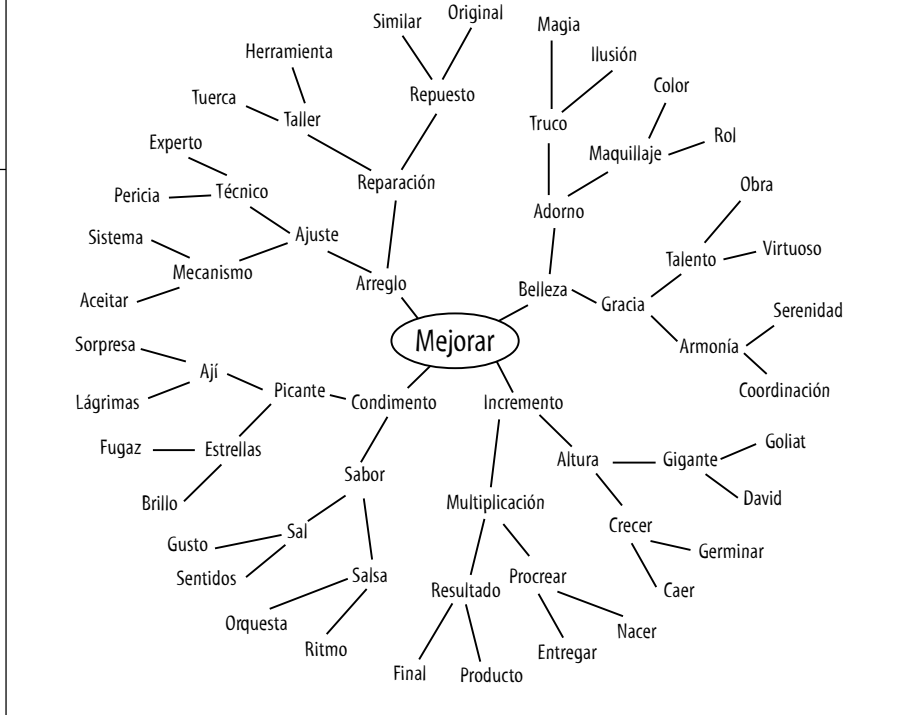 Original
Similar
Magia
Herramienta
Ilusión
Color
Repuesto
Tuerca
Taller
Truco
Rol
Experto
Maquillaje
Reparación
Obra
Pericia
Técnico
Adorno
Sistema
Ajuste
Virtuoso
Talento
Mecanismo
Arreglo
Belleza
Aceitar
Gracia
Serenidad
Mejorar
Sorpresa
Armonía
Ají
Picante
Coordinación
Lágrimas
Condimento
Incremento
Fugaz
Estrellas
Goliat
Altura
Gigante
Sabor
Brillo
Multiplicación
David
Crecer
Sal
Gusto
Germinar
Sentidos
Salsa
Procrear
Resultado
Caer
Orquesta
Nacer
Ritmo
Entregar
Final
Producto